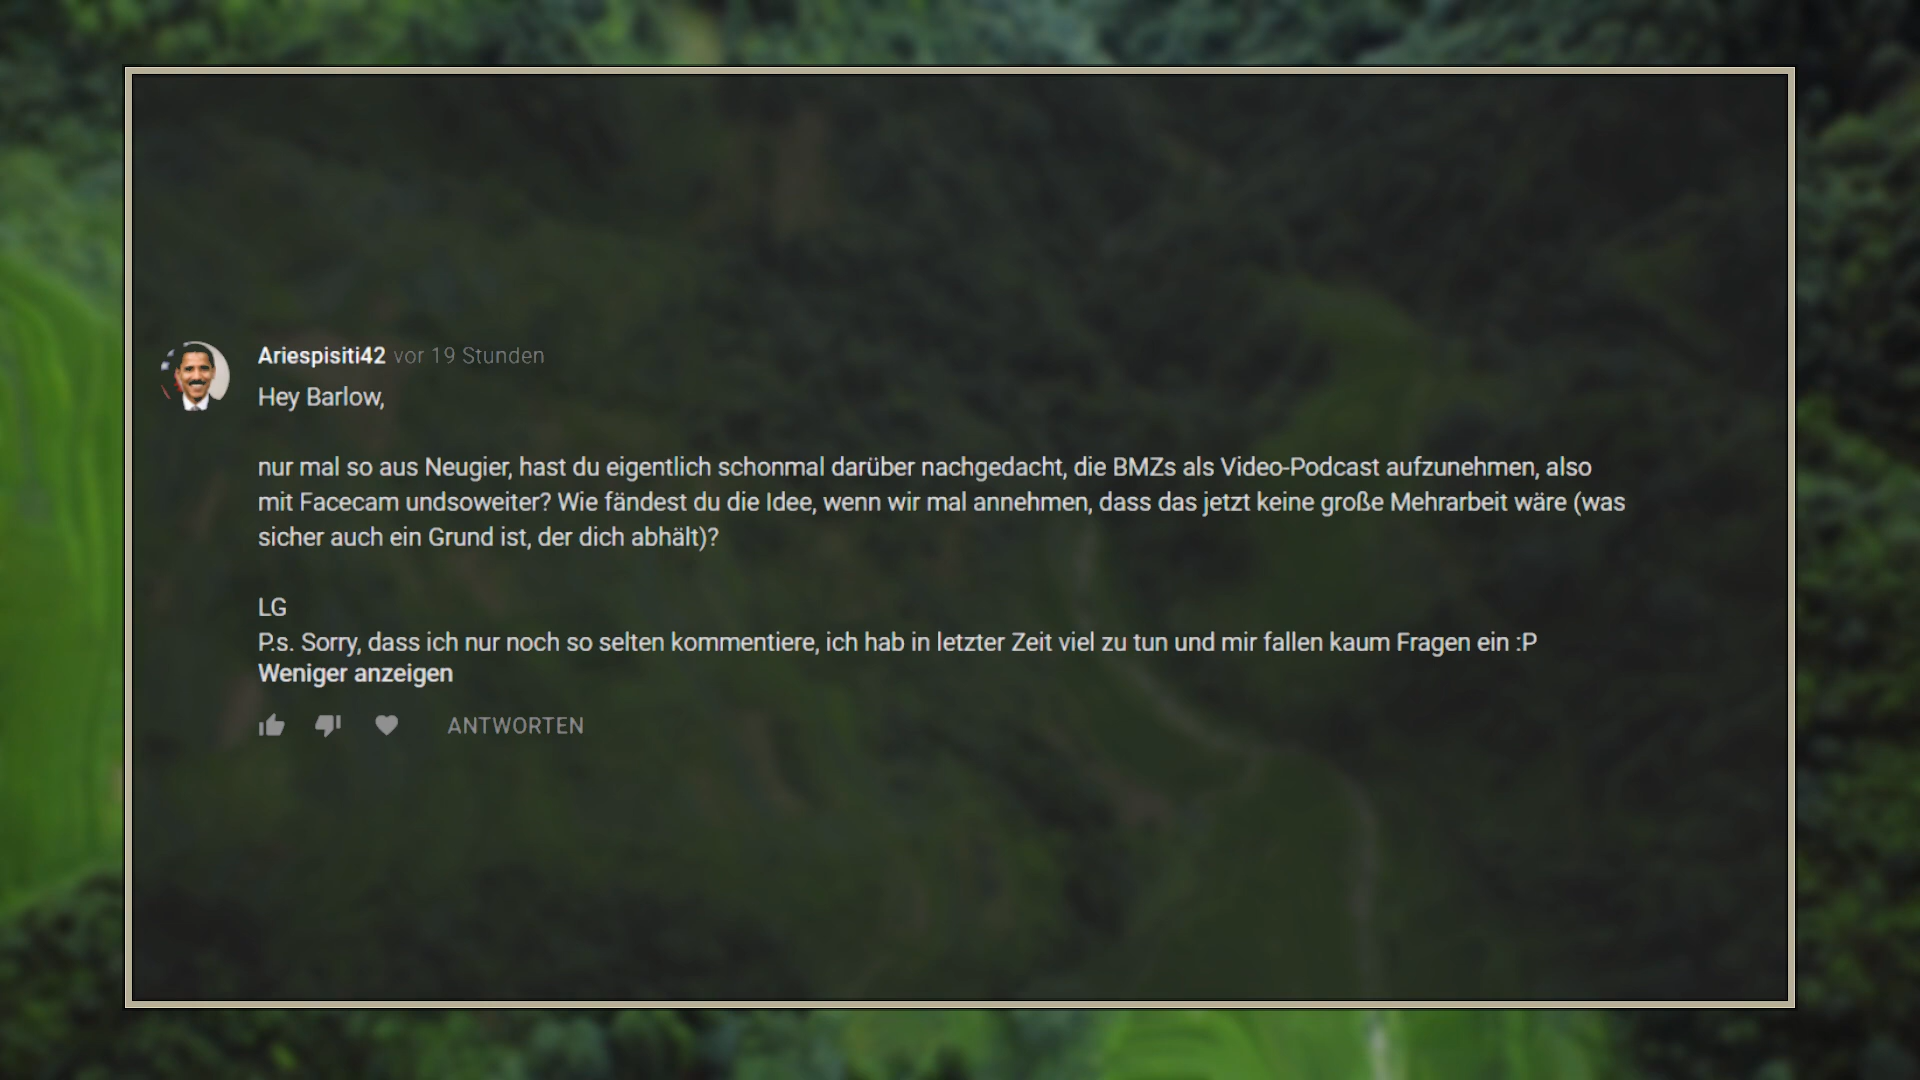 Ariespisiti42 vor 19 Stunden
Hey Barlow,
nur mal so aus Neugier, hast du eigentlich schonmal darüber nachgedacht, die BMZs als Video-Podcast aufzunehmen, also
mit Facecam undsoweiter? Wie fändest du die Idee, wenn wir mal annehmen, dass das jetzt keine große Mehrarbeit wäre (was
sicher auch ein Grund ist, der dich abhält)?
LG
P.s. Sorry, dass ich nur noch so selten kommentiere, ich hab in letzter Zeit viel zu tun und mir fallen kaum Fragen ein :P
Weniger anzeigen
ANTWORTEN